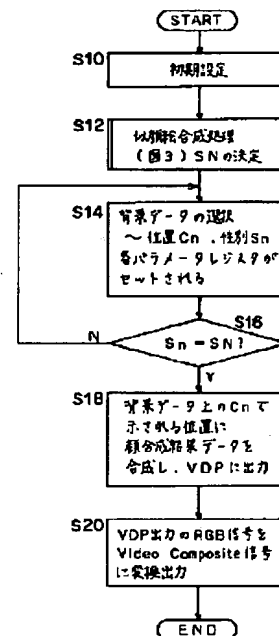 START
S10
初期設定
S12
似顔絵合成処理
(図3)SNの決定
S14
背景データの選択
〜位置Cn、性別Sn
各パラメータレジスタが
セットされる
S16
Sn=SN?
N
Y
S18
背景データ上のCnで
示される位置に
顔合成結果データを
合成し、VDPに出力
S20
VDP出力のRGB信号を
Video Composite信号
に変換出力
END